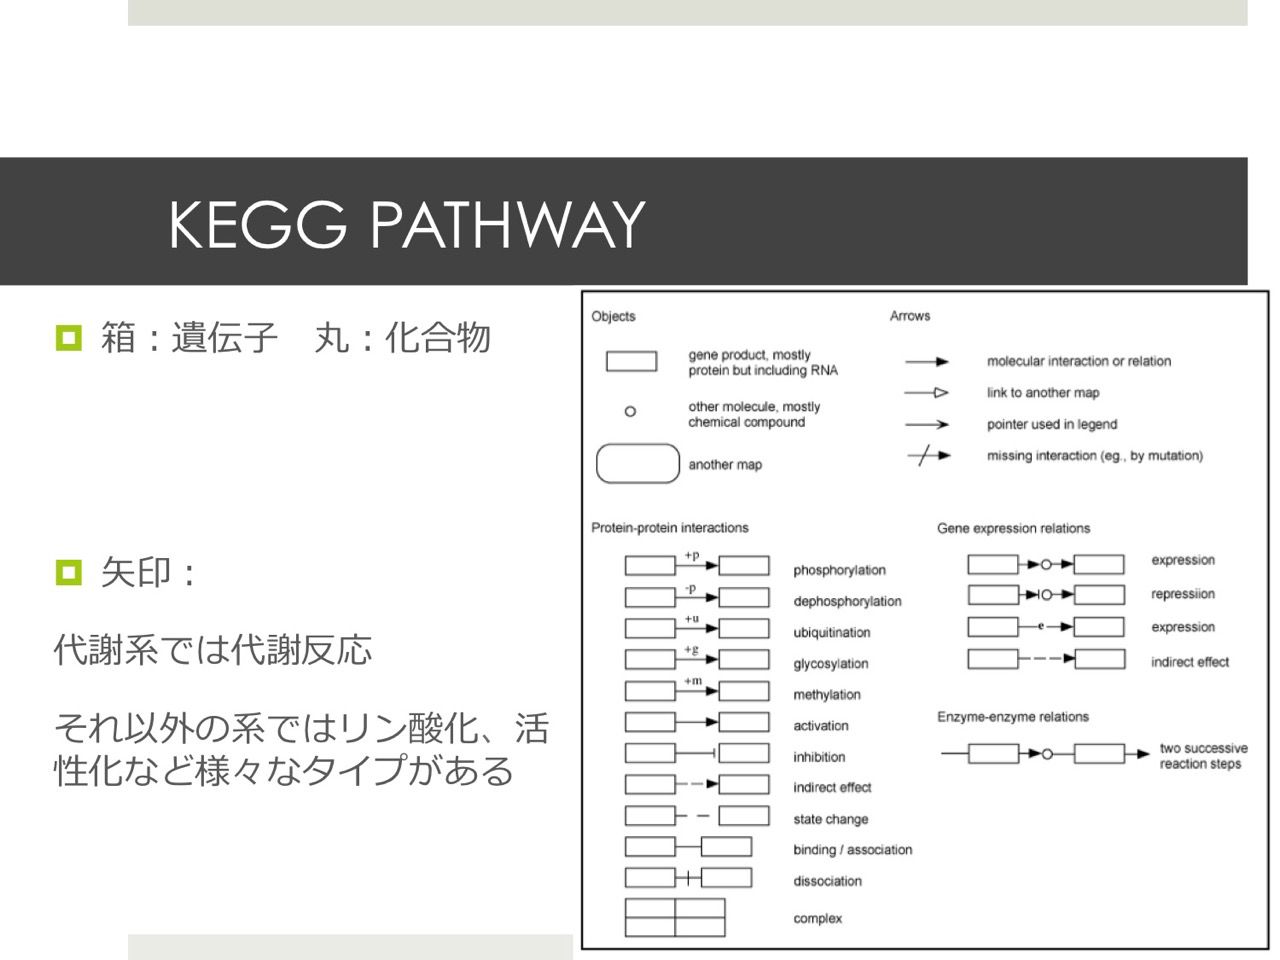 KEGG PATHWAY
箱：遺伝子　丸：化合物
矢印：
代謝系では代謝反応
それ以外の系ではリン酸化、活
性化など様々なタイプがある
Objects
gene product, mostly
protein but including RNA
other molecule, mostly
chemical compound
another map
Arrows
molecular interaction or relation
link to another map
pointer used in legend
missing interaction (eg., by mutation)
Protein-protein interactions
+p
phosphorylation
-p
dephosphorylation
+u
ubiquitination
+g
glycosylation
+m
methylation
activation
inhibition
indirect effect
state change
binding / association
dissociation
complex
Gene expression relations
expression
repressiion
e
expression
indirect effect
Enzyme-enzyme relations
two successive
reaction steps